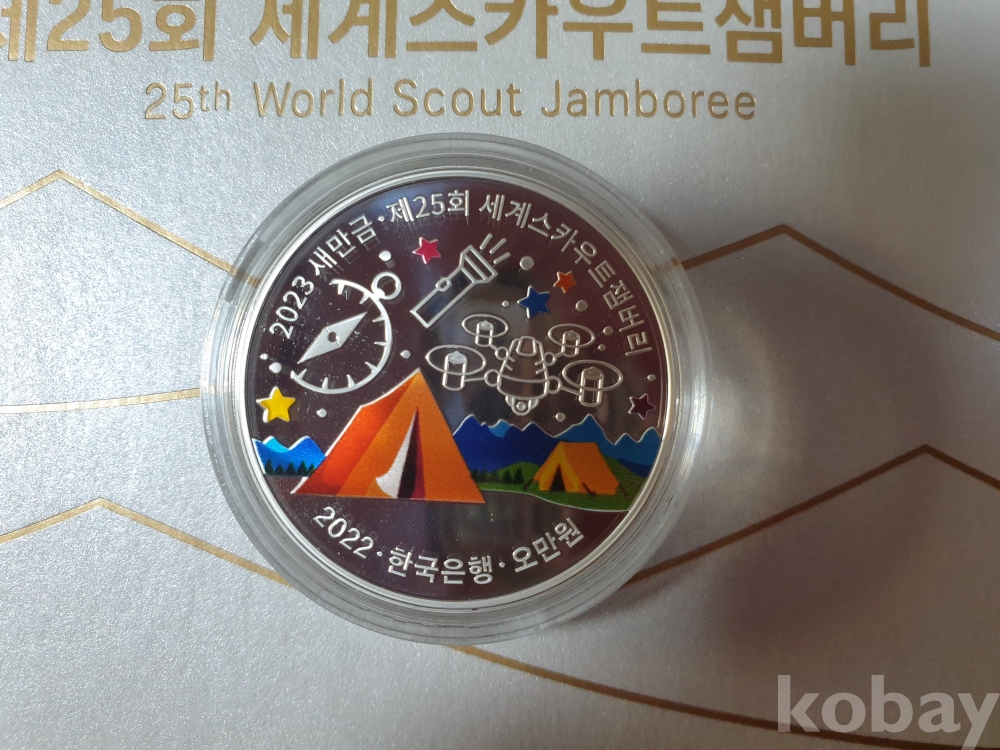 제25회 세계스카우트잼버리
25th World Scout Jamboree
2023 새만금·제25회 세계스카우트잼버리
2022·한국은행·오만원
kobay